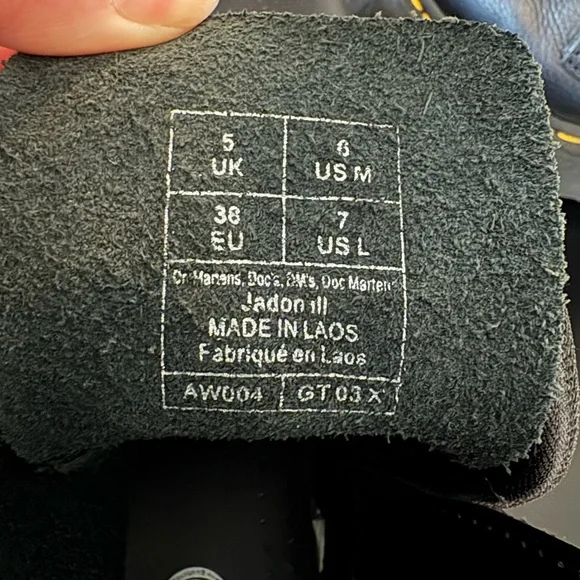 5 UK
6 US M
38 EU
7 US L
Dr Martens, Doc's, DM's, Doc Marten
Jadon III
MADE IN LAOS
Fabriqué en Laos
AW004 GT 03 X